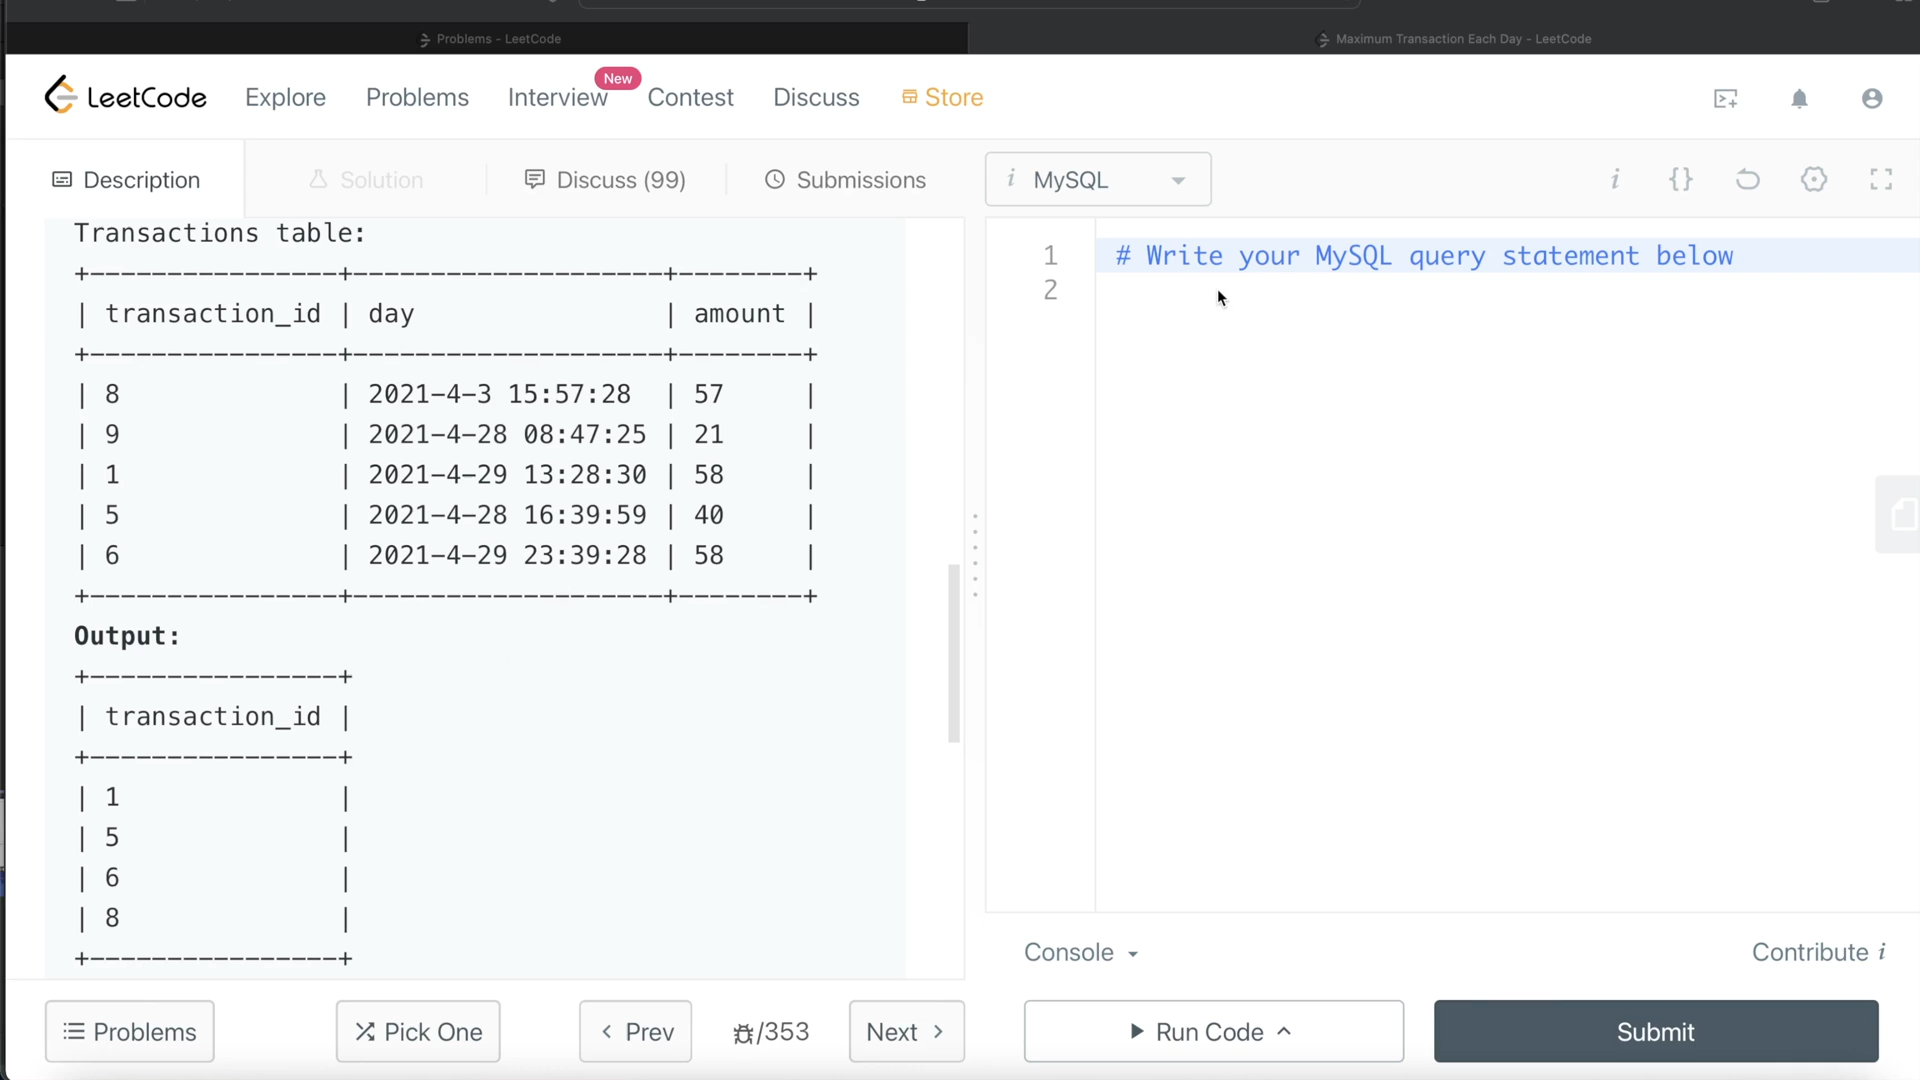 Problems - LeetCode
Maximum Transaction Each Day - LeetCode
LeetCode Explore Problems Interview New Contest Discuss Store
Description Solution Discuss (99) Submissions
i MySQL
i {}
Transactions table:
+-----------------+---------------------+--------+
| transaction_id | day | amount |
+-----------------+---------------------+--------+
| 8 | 2021-4-3 15:57:28 | 57 |
| 9 | 2021-4-28 08:47:25 | 21 |
| 1 | 2021-4-29 13:28:30 | 58 |
| 5 | 2021-4-28 16:39:59 | 40 |
| 6 | 2021-4-29 23:39:28 | 58 |
+-----------------+---------------------+--------+
Output:
+----------------+
| transaction_id |
+----------------+
| 1 |
| 5 |
| 6 |
| 8 |
+----------------+
1 # Write your MySQL query statement below
2
Console
Contribute i
Problems
Pick One
Prev
/353
Next
Run Code
Submit